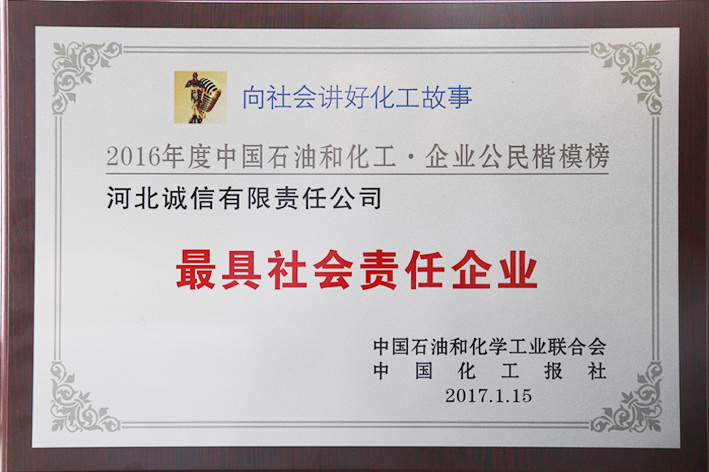 向社会讲好化工故事
2016年度中国石油和化工·企业公民楷模榜
河北诚信有限责任公司
最具社会责任企业
中国石油和化学工业联合会
中国化工报社
2017.1.15